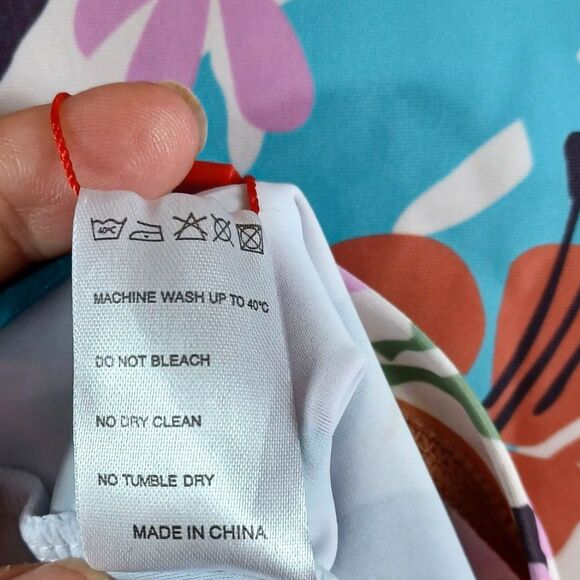 40°C
MACHINE WASH UP TO 40°C
DO NOT BLEACH
NO DRY CLEAN
NO TUMBLE DRY
MADE IN CHINA